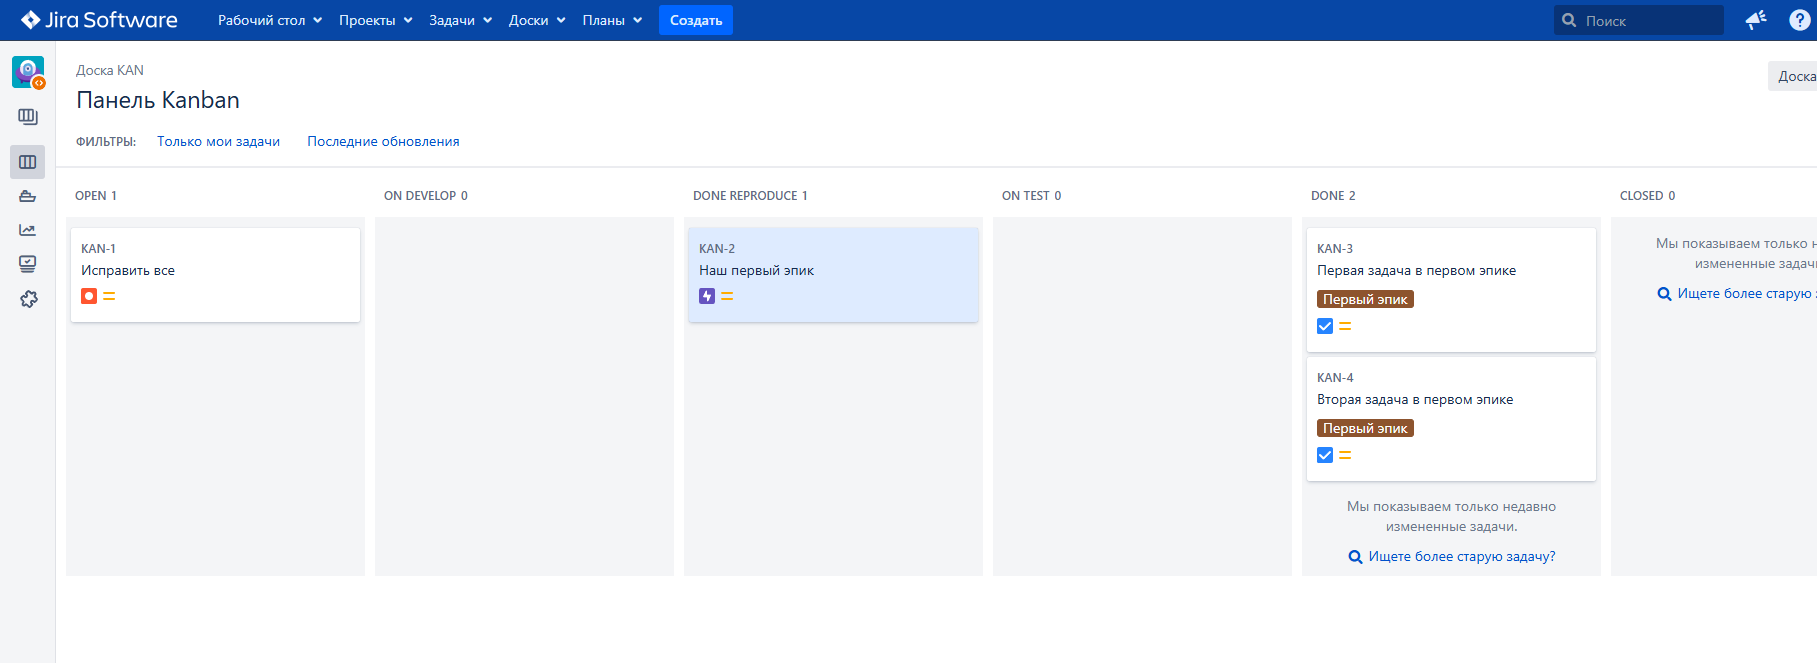 Jira Software Рабочий стол Проекты Задачи Доски Планы Создать Поиск
Доска KAN
Доска
Панель Kanban
ФИЛЬТРЫ: Только мои задачи Последние обновления
OPEN 1 ON DEVELOP 0 DONE REPRODUCE 1 ON TEST 0 DONE 2 CLOSED 0
KAN-1
Исправить все
KAN-2
Наш первый эпик
KAN-3
Первая задача в первом эпике
Первый эпик
KAN-4
Вторая задача в первом эпике
Первый эпик
Мы показываем только недавно
измененные задачи.
Ищете более старую задачу?
Мы показываем только
измененные задачи
Ищете более старую